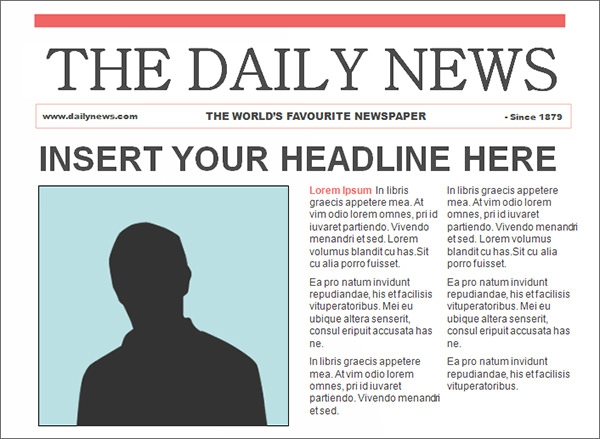 THE DAILY NEWS
www.dailynews.com THE WORLD'S FAVOURITE NEWSPAPER - Since 1879
INSERT YOUR HEADLINE HERE
Lorem Ipsum In libris
graecis appetere mea. At
vim odio lorem omnes, pri id
iuvaret partiendo. Vivendo
menandri et sed. Lorem
volumus blandit cu has.Sit
cu alia porro fuisset.
Ea pro natum invidunt
repudiandae, his et facilisis
vituperatoribus. Mei eu
ubique altera senserit,
consul eripuit accusata has
ne.
In libris graecis appetere
mea. At vim odio lorem
omnes, pri id iuvaret
partiendo. Vivendo menandri
et sed.
In libris graecis appetere
mea. At vim odio lorem
omnes, pri id iuvaret
partiendo. Vivendo menandri
et sed. Lorem volumus
blandit cu has.Sit cu alia
porro fuisset.
Ea pro natum invidunt
repudiandae, his et facilisis
vituperatoribus. Mei eu
ubique altera senserit,
consul eripuit accusata has
ne.
Ea pro natum invidunt
repudiandae, his et facilisis
vituperatoribus.